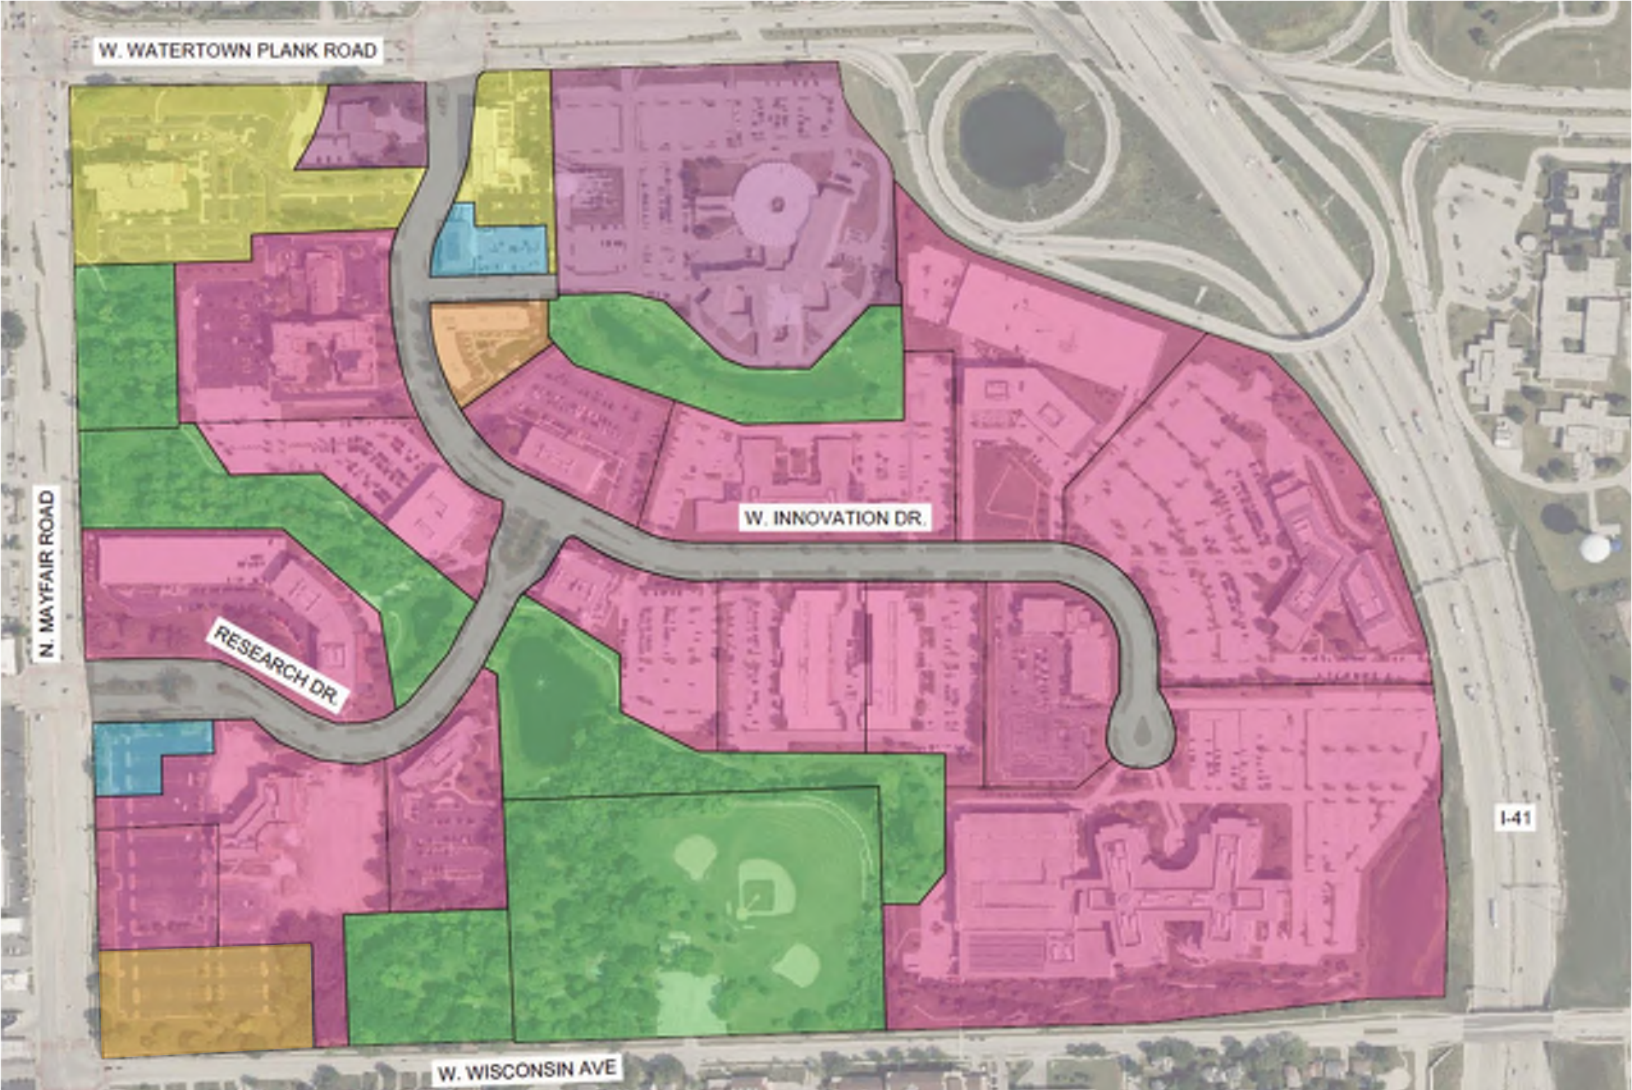 W. WATERTOWN PLANK ROAD
N. MAYFAIR ROAD
W. INNOVATION DR.
RESEARCH DR.
I-41
W. WISCONSIN AVE